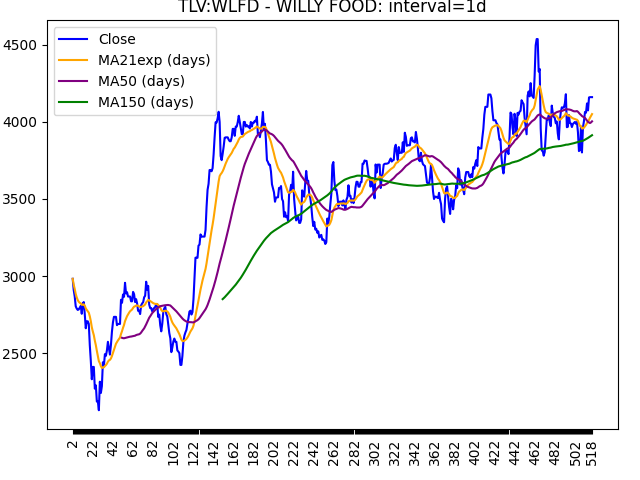 TLV:WLFD - WILLY FOOD: interval=1d
Close
MA21exp (days)
MA50 (days)
MA150 (days)
4500
4000
3500
3000
2500
2 22 42 62 82 102 122 142 162 182 202 222 242 262 282 302 322 342 362 382 402 422 442 462 482 502 518